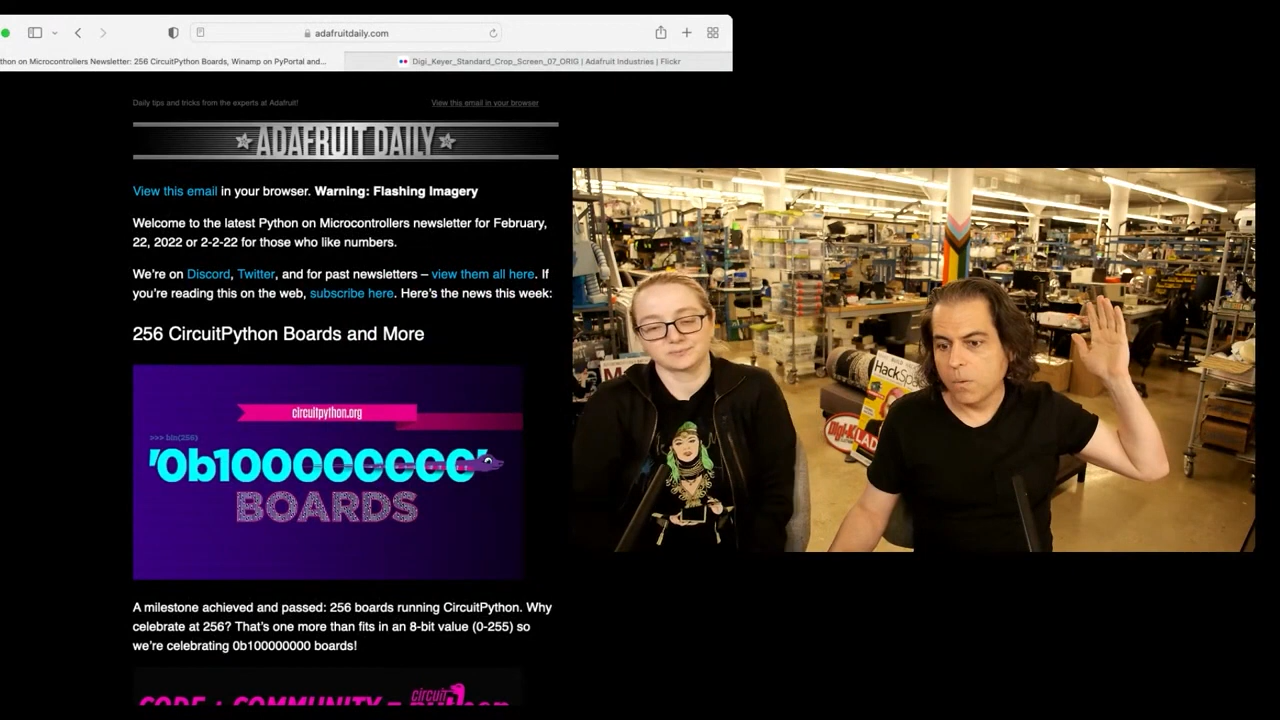 adafruitdaily.com
thon on Microcontrollers Newsletter: 256 CircuitPython Boards, Winamp on PyPortal and...
Digi_Keyer_Standard_Crop_Screen_07_ORIG | Adafruit Industries | Flickr
Daily tips and tricks from the experts at Adafruit!
View this email in your browser
ADAFRUIT DAILY
View this email in your browser. Warning: Flashing Imagery
Welcome to the latest Python on Microcontrollers newsletter for February,
22, 2022 or 2-2-22 for those who like numbers.
We're on Discord, Twitter, and for past newsletters – view them all here. If
you're reading this on the web, subscribe here. Here's the news this week:
256 CircuitPython Boards and More
circuitpython.org
>>> bin(256)
'0b100000000'
BOARDS
A milestone achieved and passed: 256 boards running CircuitPython. Why
celebrate at 256? That's one more than fits in an 8-bit value (0-255) so
we're celebrating 0b100000000 boards!
CODE + COMMUNITY =
circuit
HackSpa
Digi-KLAD